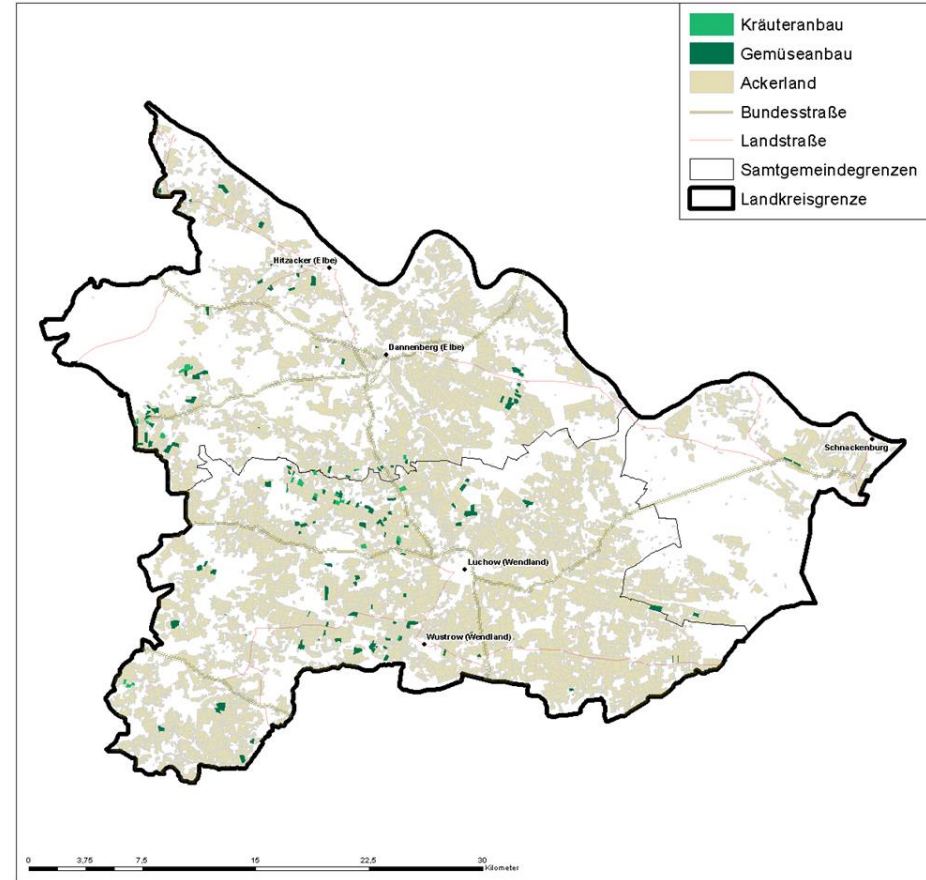 Kräuteranbau
Gemüseanbau
Ackerland
Bundesstraße
Landstraße
Samtgemeindegrenzen
Landkreisgrenze
Hitzacker (Elbe)
Dannenberg (Elbe)
Schnackenburg
Luchow (Wendland)
Wustrow (Wendland)
0 3,75 7,5 15 22,5 30
Kilometer